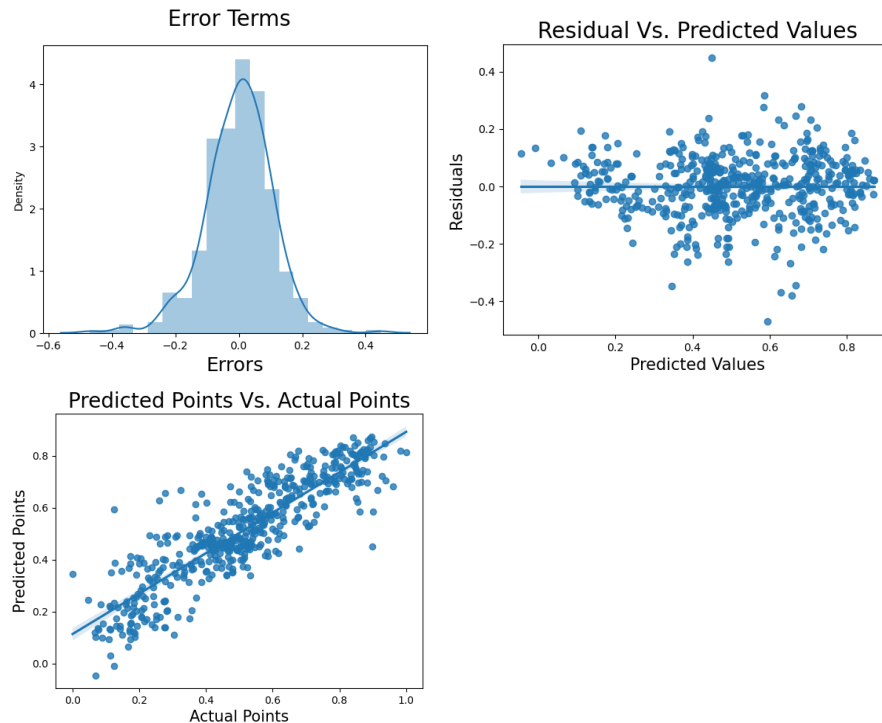 Error Terms
Density
4
3
2
1
0
−0.6 −0.4 −0.2 0.0 0.2 0.4
Errors
Residual Vs. Predicted Values
Residuals
0.4
0.2
0.0
−0.2
−0.4
0.0 0.2 0.4 0.6 0.8
Predicted Values
Predicted Points Vs. Actual Points
Predicted Points
0.8
0.6
0.4
0.2
0.0
0.0 0.2 0.4 0.6 0.8 1.0
Actual Points